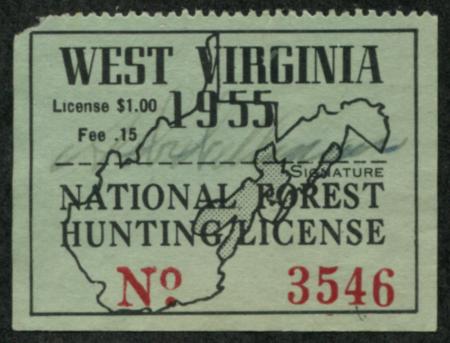 WEST VIRGINIA
License $1.00
1955
Fee .15
SIGNATURE
NATIONAL FOREST
HUNTING LICENSE
No 3546